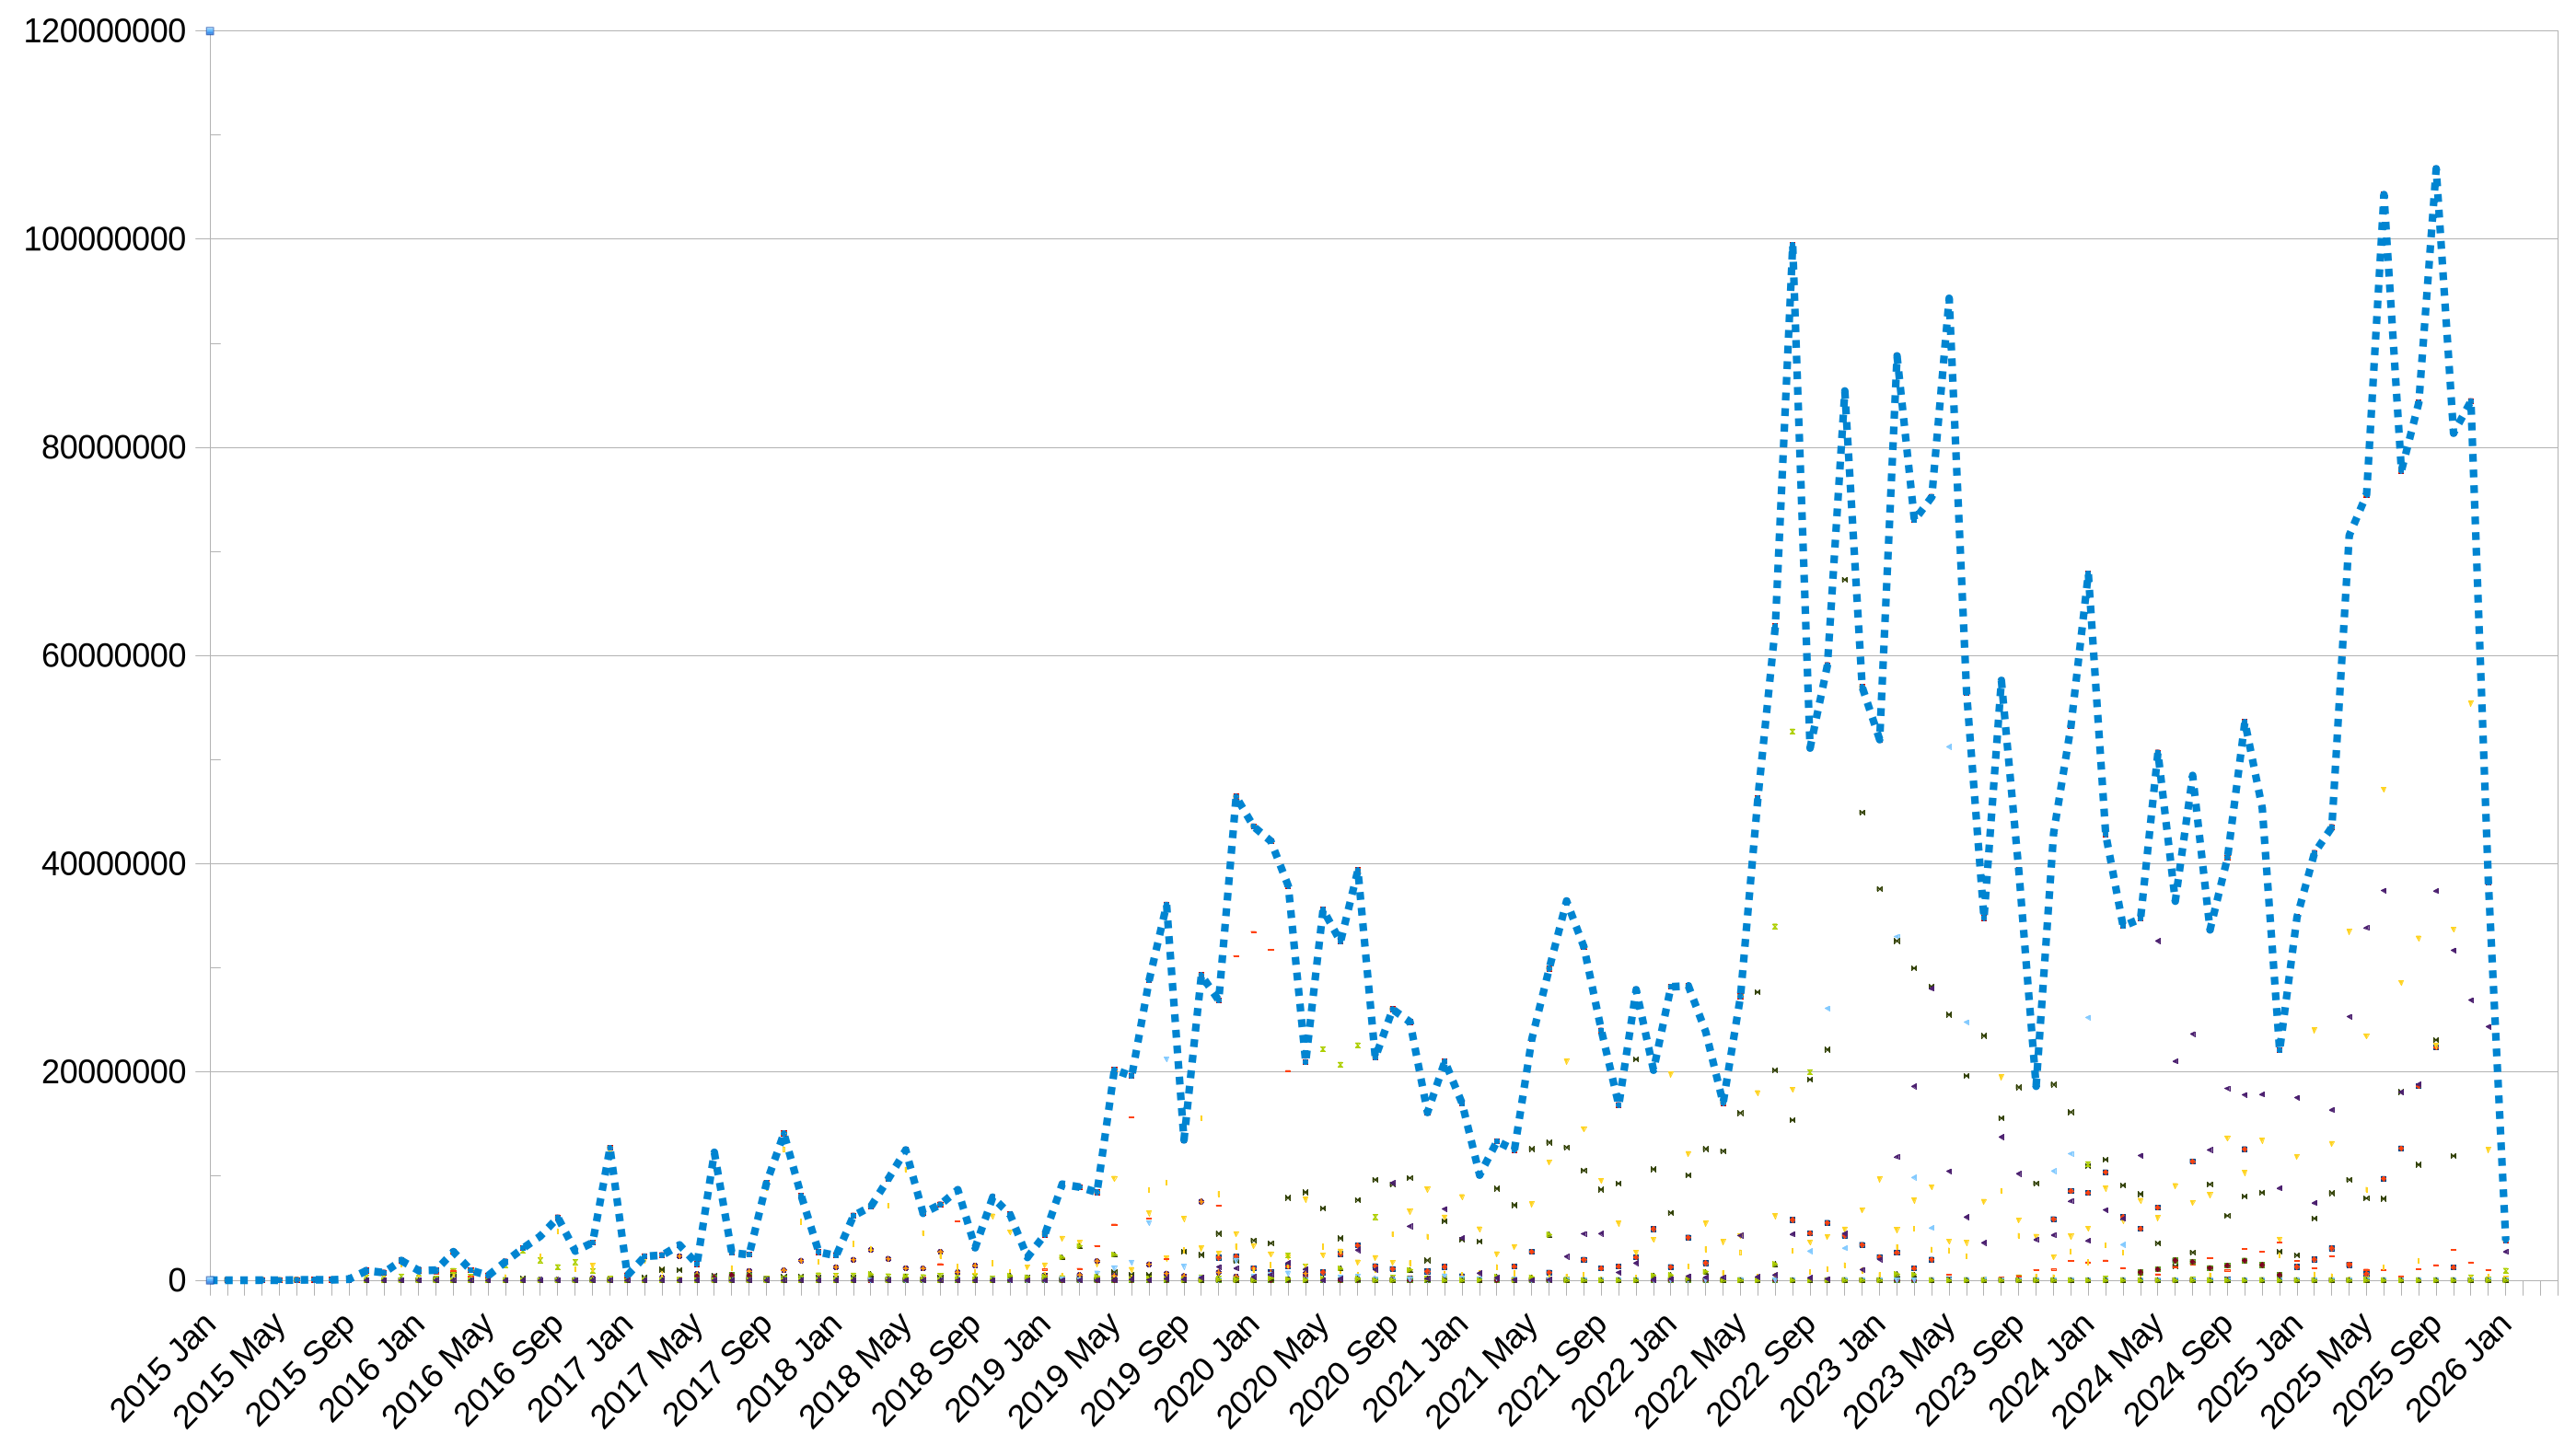 120000000
100000000
80000000
60000000
40000000
20000000
0
2015 Jan
2015 May
2015 Sep
2016 Jan
2016 May
2016 Sep
2017 Jan
2017 May
2017 Sep
2018 Jan
2018 May
2018 Sep
2019 Jan
2019 May
2019 Sep
2020 Jan
2020 May
2020 Sep
2021 Jan
2021 May
2021 Sep
2022 Jan
2022 May
2022 Sep
2023 Jan
2023 May
2023 Sep
2024 Jan
2024 May
2024 Sep
2025 Jan
2025 May
2025 Sep
2026 Jan